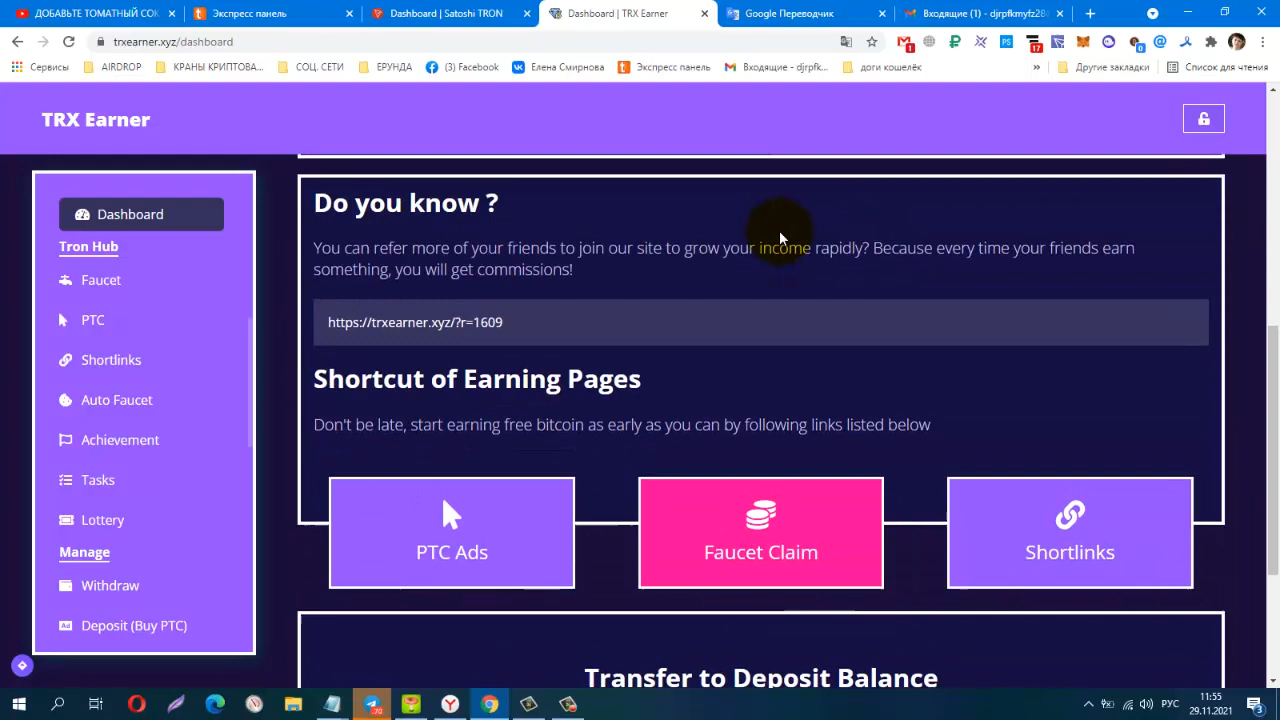 ДОБАВЬТЕ ТОМАТНЫЙ СОК
Экспресс панель
Dashboard | Satoshi TRON
Dashboard | TRX Earner
Google Переводчик
Входящие (1) - djrpfkmyfz28
trxearner.xyz/dashboard
1
17
0
Сервисы
AIRDROP
КРАНЫ КРИПТОВА...
СОЦ. СЕТИ
ЕРУНДА
(3) Facebook
Елена Смирнова
Экспресс панель
Входящие - djrpfk...
доги кошелёк
»
Другие закладки
Список для чтения
TRX Earner
Dashboard
Tron Hub
Faucet
PTC
Shortlinks
Auto Faucet
Achievement
Tasks
Lottery
Manage
Withdraw
Deposit (Buy PTC)
Do you know ?
You can refer more of your friends to join our site to grow your income rapidly? Because every time your friends earn
something, you will get commissions!
https://trxearner.xyz/?r=1609
Shortcut of Earning Pages
Don't be late, start earning free bitcoin as early as you can by following links listed below
PTC Ads
Faucet Claim
Shortlinks
Transfer to Deposit Balance
РУС
11:55
29.11.2021